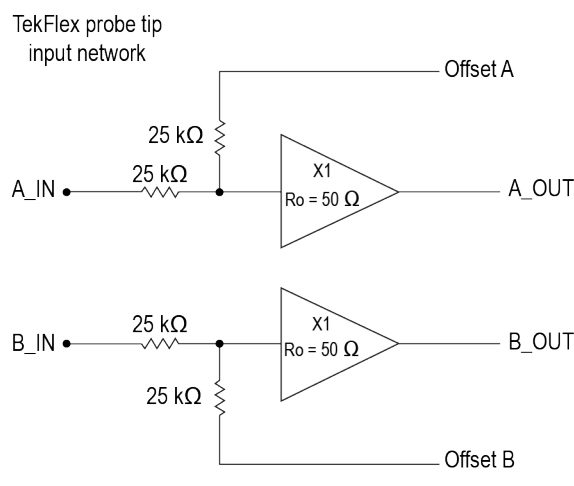 TekFlex probe tip
input network
Offset A
25 kΩ
25 kΩ
A_IN
X1
Ro = 50 Ω
A_OUT
25 kΩ
B_IN
X1
Ro = 50 Ω
B_OUT
25 kΩ
Offset B